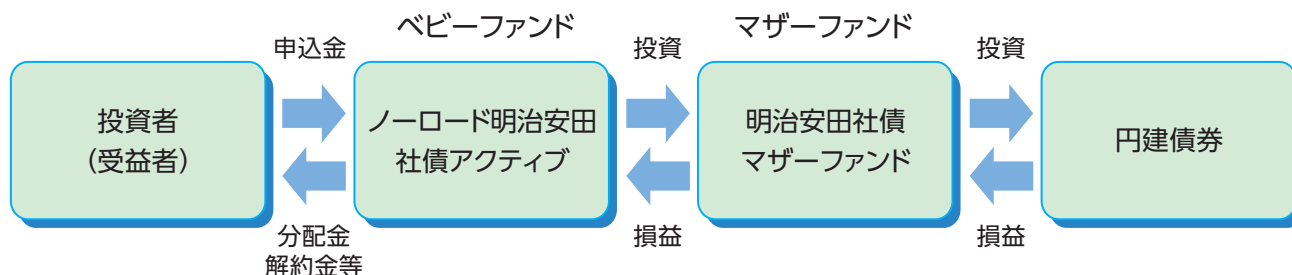 ベビーファンド
マザーファンド
申込金
投資
投資
投資者
(受益者)
ノーロード明治安田
社債アクティブ
明治安田社債
マザーファンド
円建債券
分配金
解約金等
損益
損益